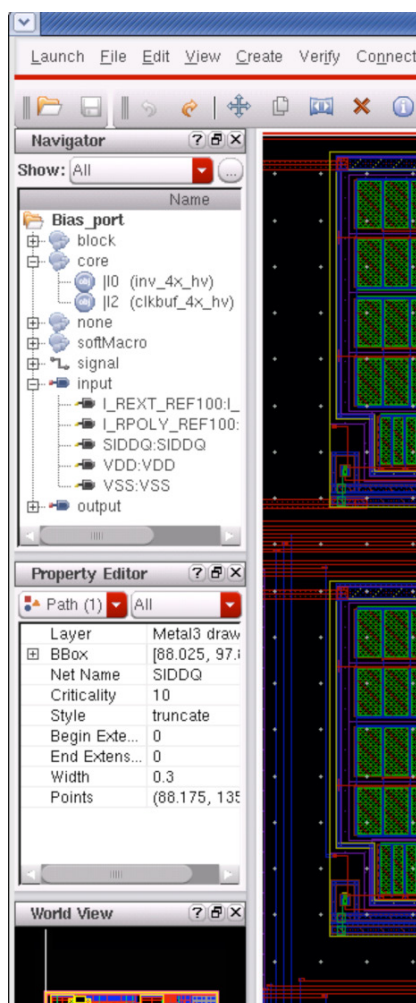 Launch File Edit View Create Verify Connect
Navigator
Show: All
Name
Bias_port
block
core
|I0 (inv_4x_hv)
|I2 (clkbuf_4x_hv)
none
softMacro
signal
input
I_REXT_REF100:I_
I_RPOLY_REF100:
SIDDQ:SIDDQ
VDD:VDD
VSS:VSS
output
Property Editor
Path (1) All
Layer Metal3 draw
BBox [88.025, 97.8
Net Name SIDDQ
Criticality 10
Style truncate
Begin Exte... 0
End Extens... 0
Width 0.3
Points (88.175, 135
World View